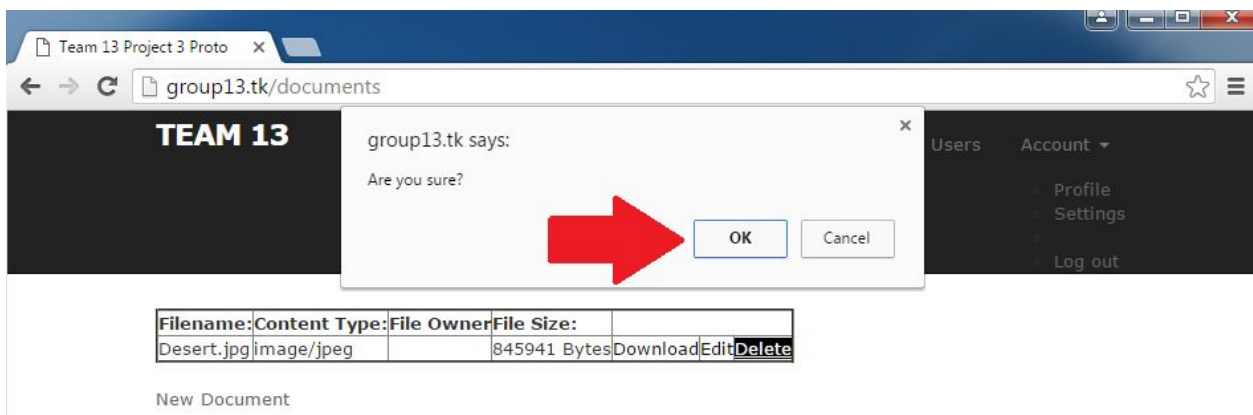 Team 13 Project 3 Proto
group13.tk/documents
TEAM 13
Users
Account
Profile
Settings
Log out
group13.tk says:
Are you sure?
OK
Cancel
Filename: Content Type: File Owner File Size:
Desert.jpg image/jpeg 845941 Bytes Download Edit Delete
New Document